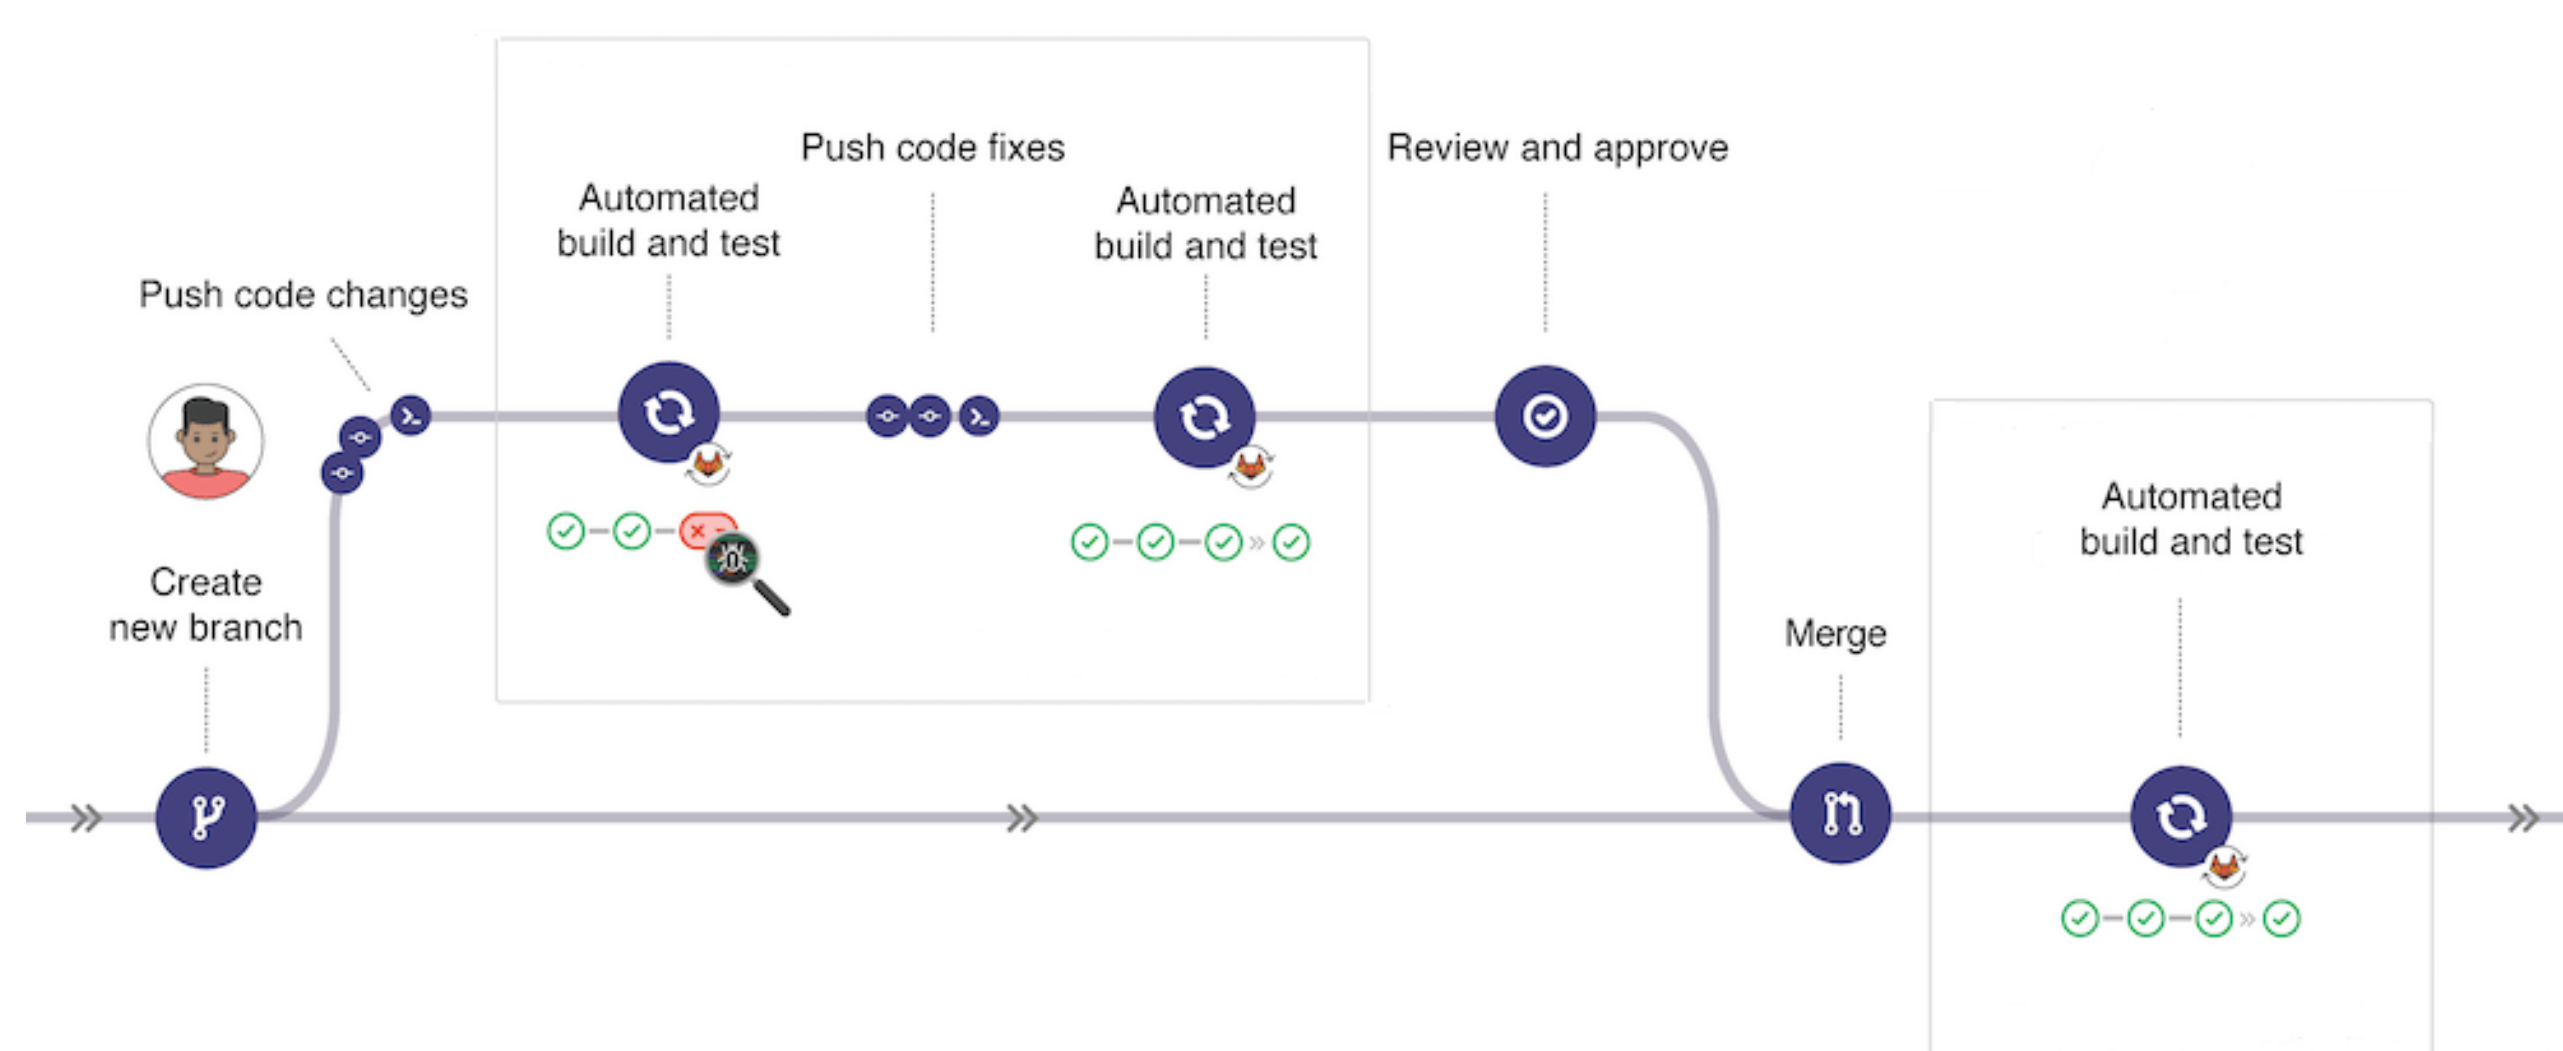 Push code changes
Create
new branch
Automated
build and test
Push code fixes
Automated
build and test
Review and approve
Merge
Automated
build and test